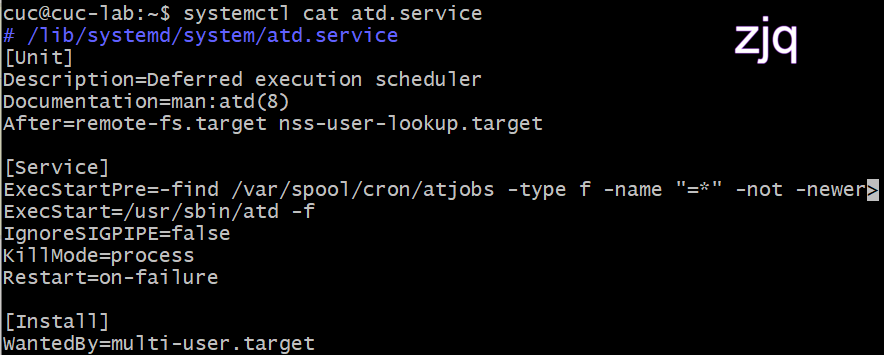 cuc@cuc-lab:~$ systemctl cat atd.service
# /lib/systemd/system/atd.service
zjq
[Unit]
Description=Deferred execution scheduler
Documentation=man:atd(8)
After=remote-fs.target nss-user-lookup.target

[Service]
ExecStartPre=-find /var/spool/cron/atjobs -type f -name "=*" -not -newer>
ExecStart=/usr/sbin/atd -f
IgnoreSIGPIPE=false
KillMode=process
Restart=on-failure

[Install]
WantedBy=multi-user.target